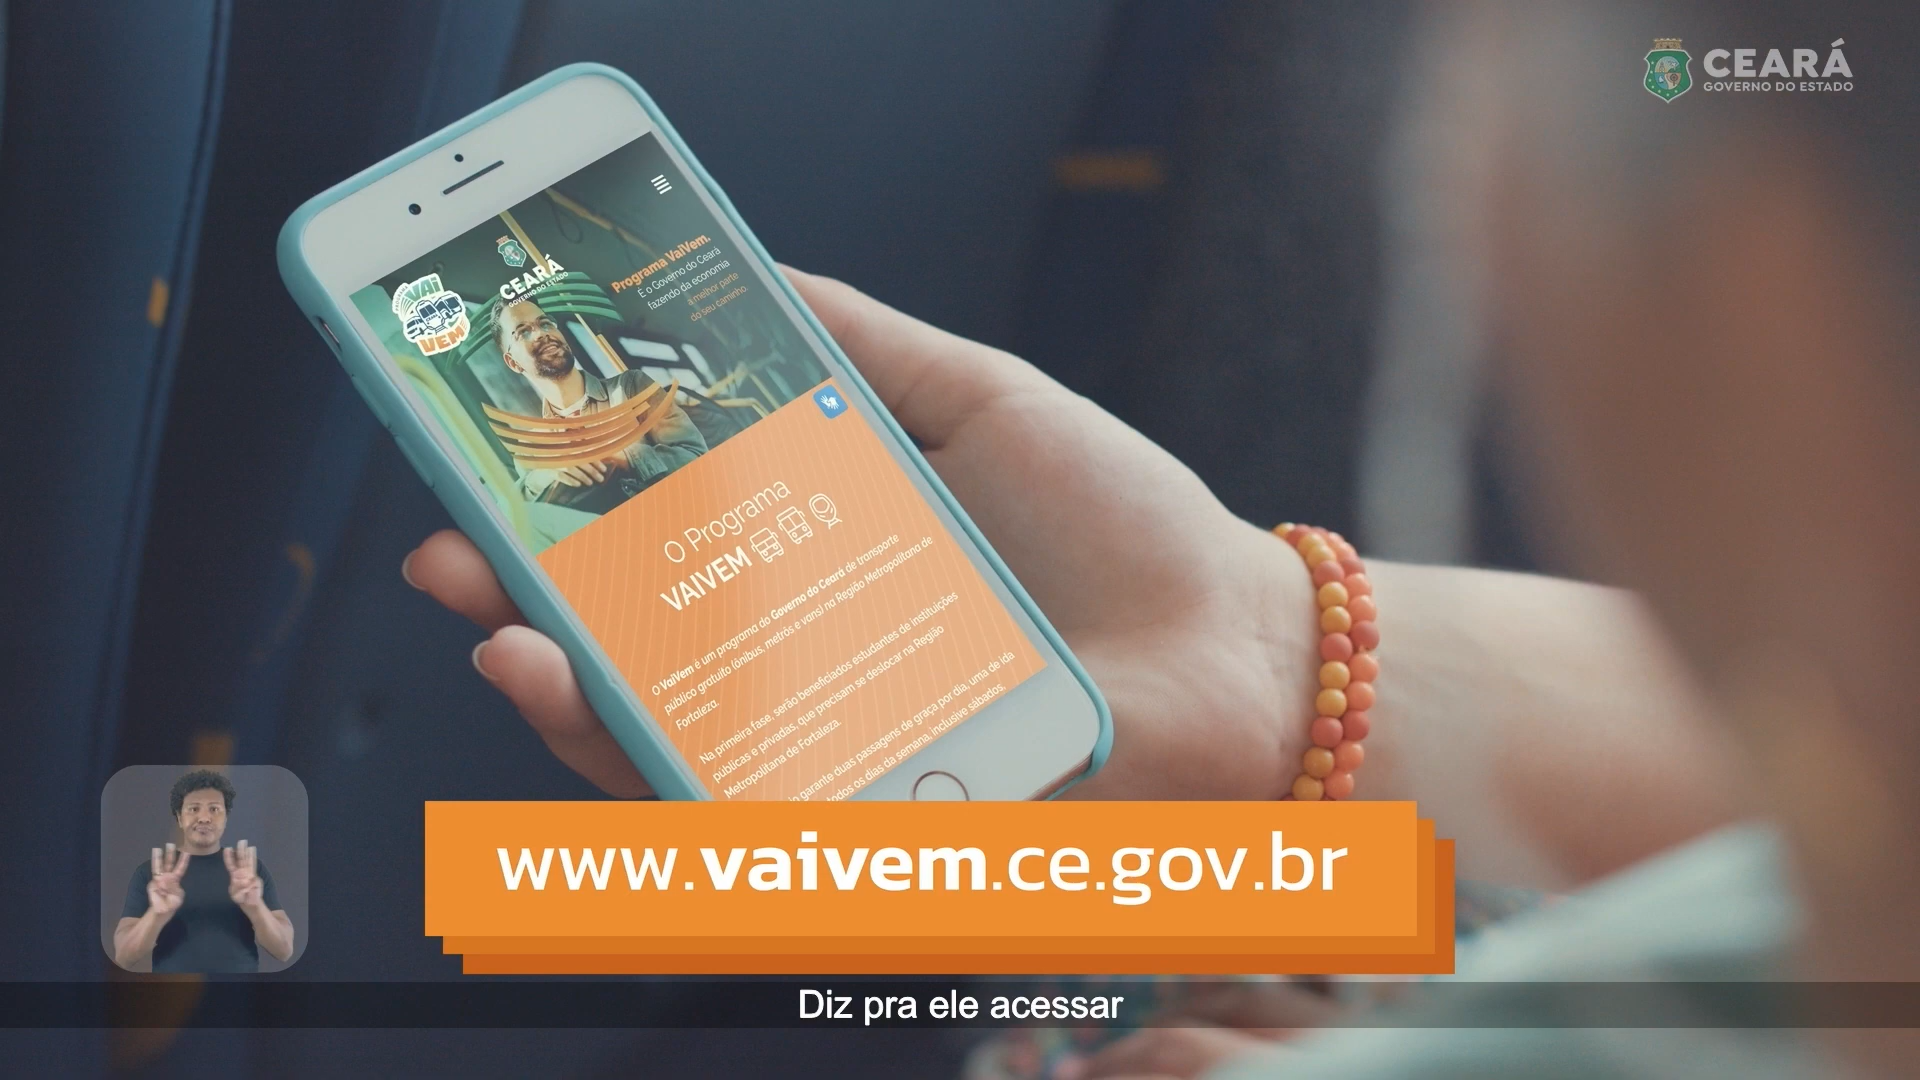 CEARÁ
GOVERNO DO ESTADO
VAI
VEM
CEARÁ
GOVERNO DO ESTADO
Programa VaiVem.
É o Governo do Ceará
fazendo da economia
a melhor parte
do seu caminho.
O Programa
VAIVEM
O VaiVem é um programa do Governo do Ceará de transporte
público gratuito (ônibus, metrôs e vans) na Região Metropolitana de
Fortaleza.
Na primeira fase, serão beneficiados estudantes de instituições
públicas e privadas, que precisam se deslocar na Região
Metropolitana de Fortaleza.
garante duas passagens de graça por dia, uma de ida
todos os dias da semana, inclusive sábados,
www.vaivem.ce.gov.br
Diz pra ele acessar